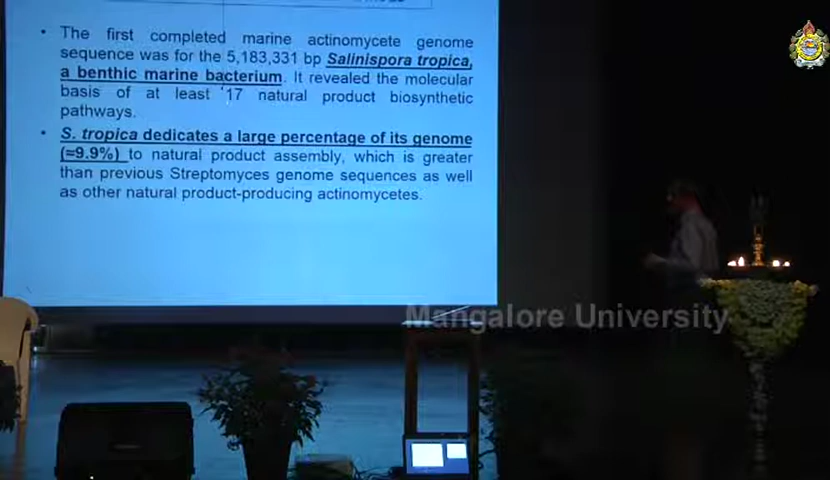 • The first completed marine actinomycete genome
sequence was for the 5,183,331 bp Salinispora tropica,
a benthic marine bacterium. It revealed the molecular
basis of at least 17 natural product biosynthetic
pathways.
• S. tropica dedicates a large percentage of its genome
(≈9.9%) to natural product assembly, which is greater
than previous Streptomyces genome sequences as well
as other natural product-producing actinomycetes.
Mangalore University